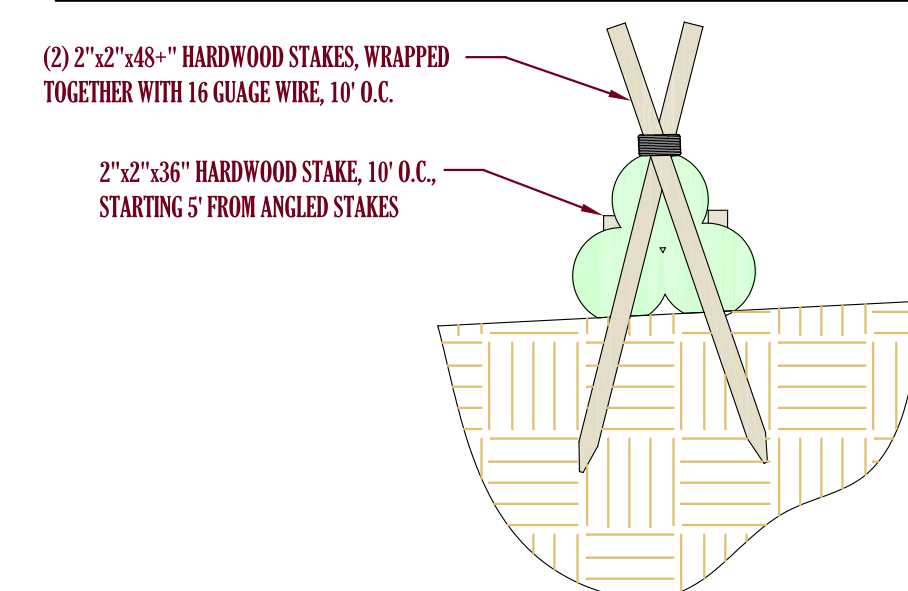 (2) 2"x2"x48+" HARDWOOD STAKES, WRAPPED
TOGETHER WITH 16 GUAGE WIRE, 10' O.C.
2"x2"x36" HARDWOOD STAKE, 10' O.C.,
STARTING 5' FROM ANGLED STAKES